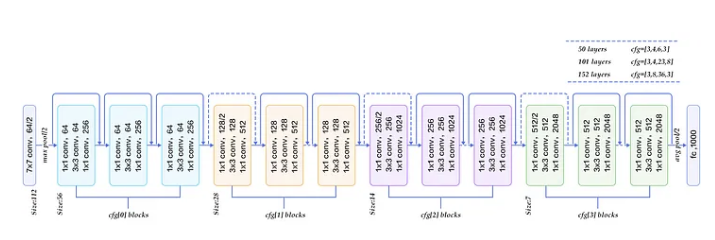 50 layers cfg=[3,4,6,3]
101 layers cfg=[3,4,23,8]
152 layers cfg=[3,8,36,3]
7x7 conv, 64/2
max pool/2
1x1 conv, 64
3x3 conv, 64
1x1 conv, 256
1x1 conv, 64
3x3 conv, 64
1x1 conv, 256
1x1 conv, 64
3x3 conv, 64
1x1 conv, 256
1x1 conv, 128/2
3x3 conv, 128
1x1 conv, 512
1x1 conv, 128
3x3 conv, 128
1x1 conv, 512
1x1 conv, 128
3x3 conv, 128
1x1 conv, 512
1x1 conv, 256/2
3x3 conv, 256
1x1 conv, 1024
1x1 conv, 256
3x3 conv, 256
1x1 conv, 1024
1x1 conv, 256
3x3 conv, 256
1x1 conv, 1024
1x1 conv, 512/2
3x3 conv, 512
1x1 conv, 2048
1x1 conv, 512
3x3 conv, 512
1x1 conv, 2048
1x1 conv, 512
3x3 conv, 512
1x1 conv, 2048
avg pool/2
fc ,1000
Size:112
Size:56
cfg[0] blocks
Size:28
cfg[1] blocks
Size:14
cfg[2] blocks
Size:7
cfg[3] blocks